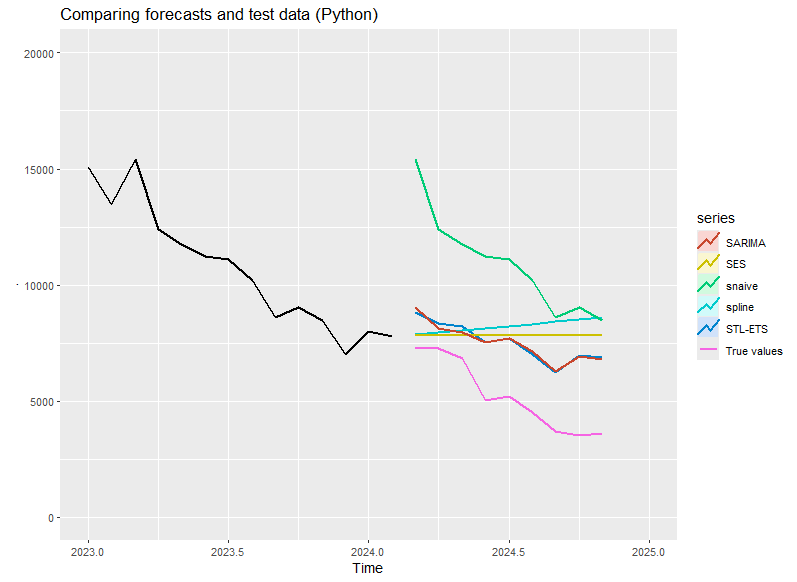 Comparing forecasts and test data (Python)
20000
15000
10000
5000
0
2023.0
2023.5
2024.0
2024.5
2025.0
Time
series
SARIMA
SES
snaive
spline
STL-ETS
True values